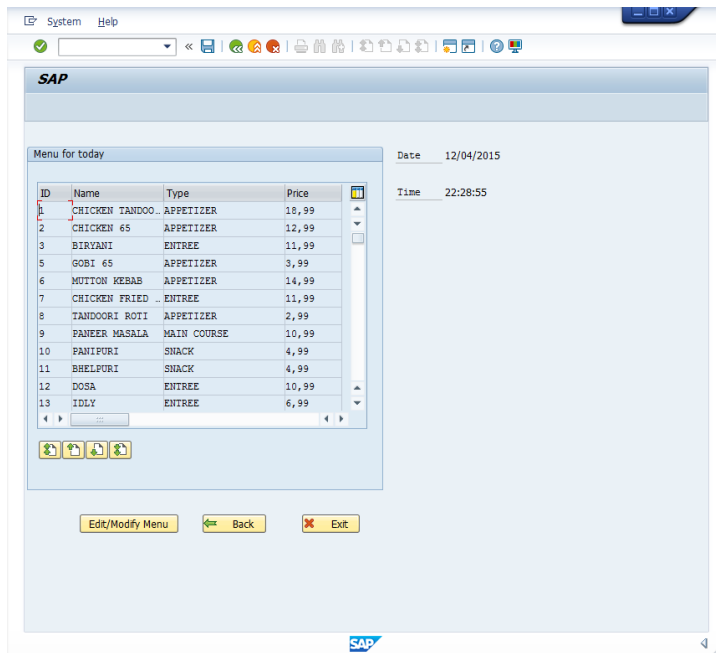 System Help
SAP
Menu for today
Date 12/04/2015
Time 22:28:55
ID Name Type Price
1 CHICKEN TANDOO.. APPETIZER 18,99
2 CHICKEN 65 APPETIZER 12,99
3 BIRYANI ENTREE 11,99
5 GOBI 65 APPETIZER 3,99
6 MUTTON KEBAB APPETIZER 14,99
7 CHICKEN FRIED .. ENTREE 11,99
8 TANDOORI ROTI APPETIZER 2,99
9 PANEER MASALA MAIN COURSE 10,99
10 PANIPURI SNACK 4,99
11 BHELPURI SNACK 4,99
12 DOSA ENTREE 10,99
13 IDLY ENTREE 6,99
Edit/Modify Menu Back Exit
SAP